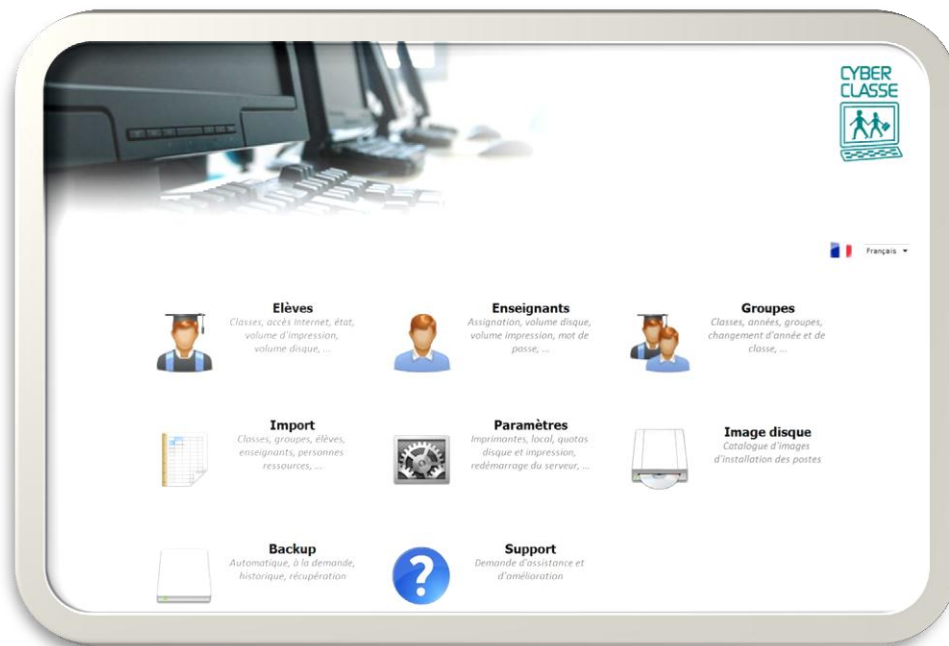 CYBER
CLASSE
Français
Elèves
Classes, accès internet, état,
volume d'impression,
volume disque, ...
Enseignants
Assignation, volume disque,
volume impression, mot de
passe, ...
Groupes
Classes, années, groupes,
changement d'année et de
classe, ...
Import
Classes, groupes, élèves,
enseignants, personnes
ressources, ...
Paramètres
Imprimantes, local, quotas
disque et impression,
redémarrage du serveur, ...
Image disque
Catalogue d'images
d'installation des postes
Backup
Automatique, à la demande,
historique, récupération
Support
Demande d'assistance et
d'amélioration